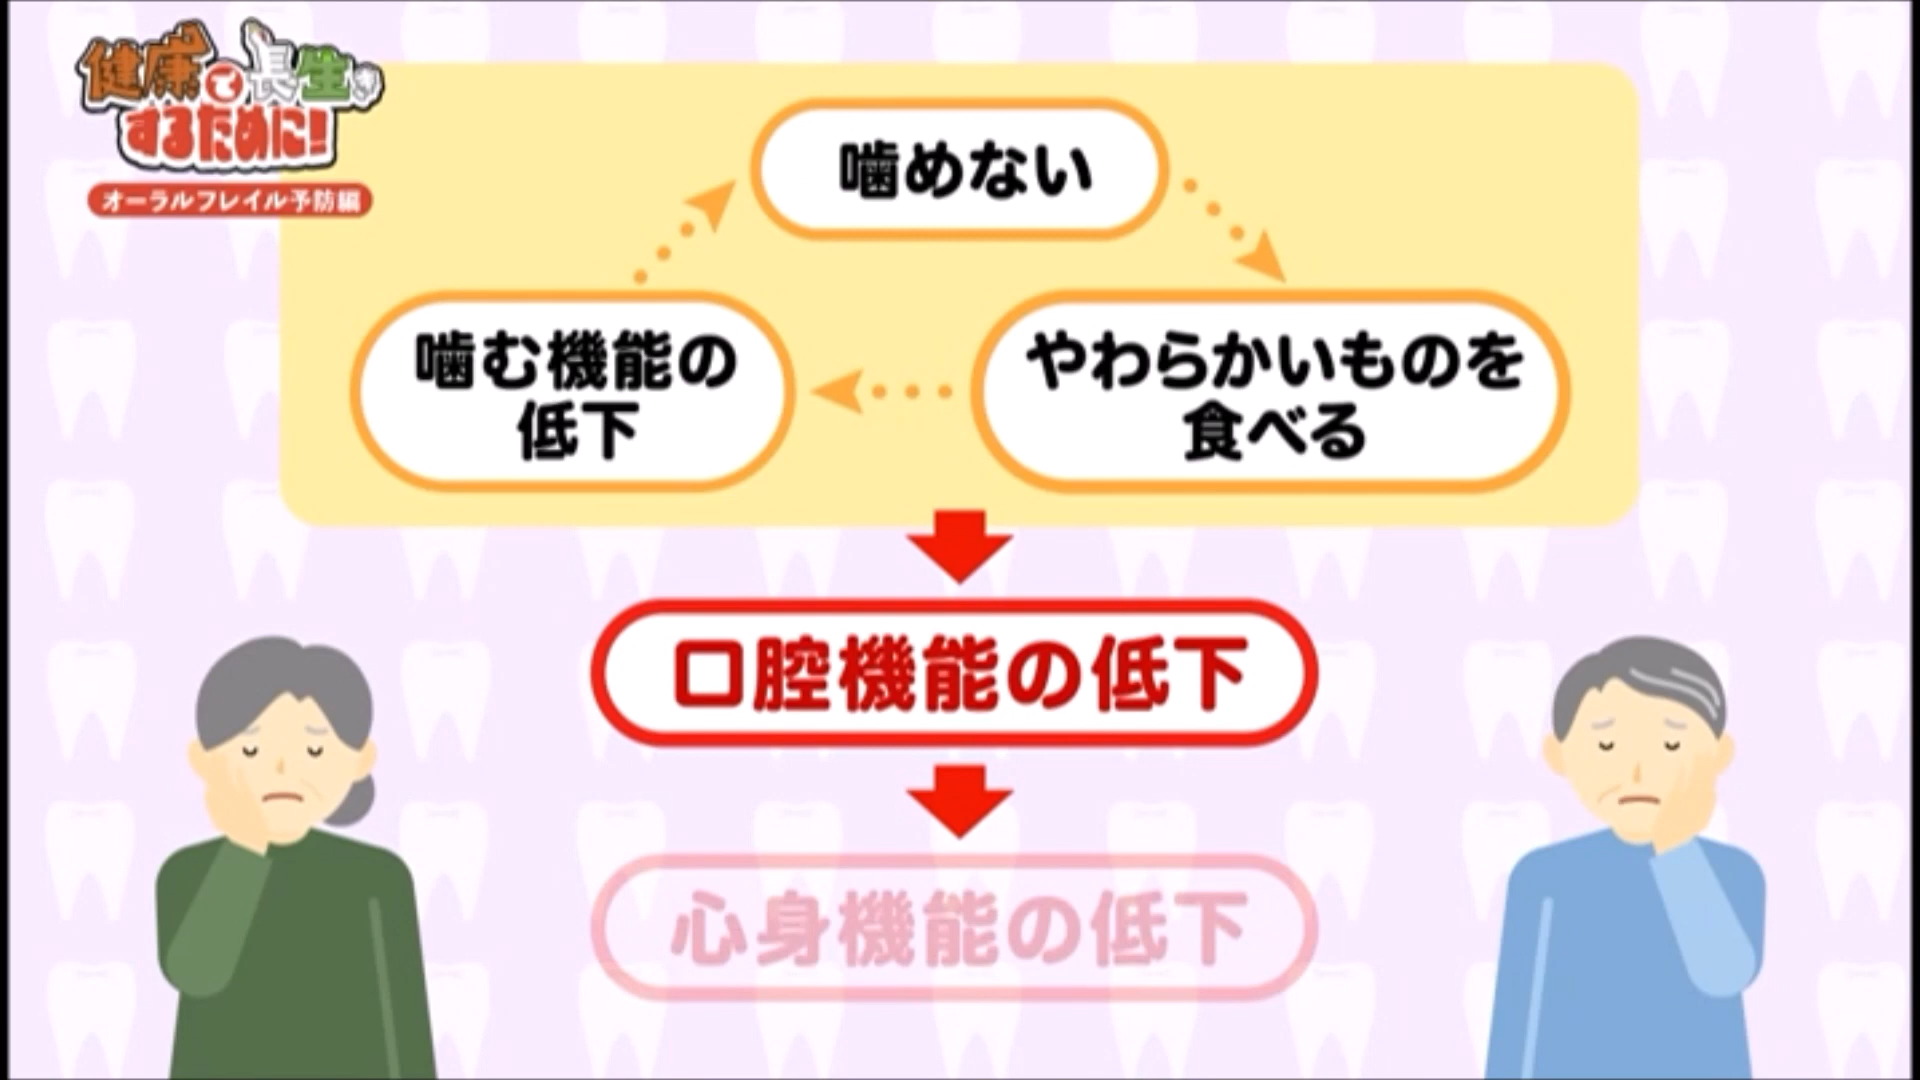 健康で長生き
するために!
オーラルフレイル予防編
噛めない
噛む機能の
低下
やわらかいものを
食べる
口腔機能の低下
心身機能の低下